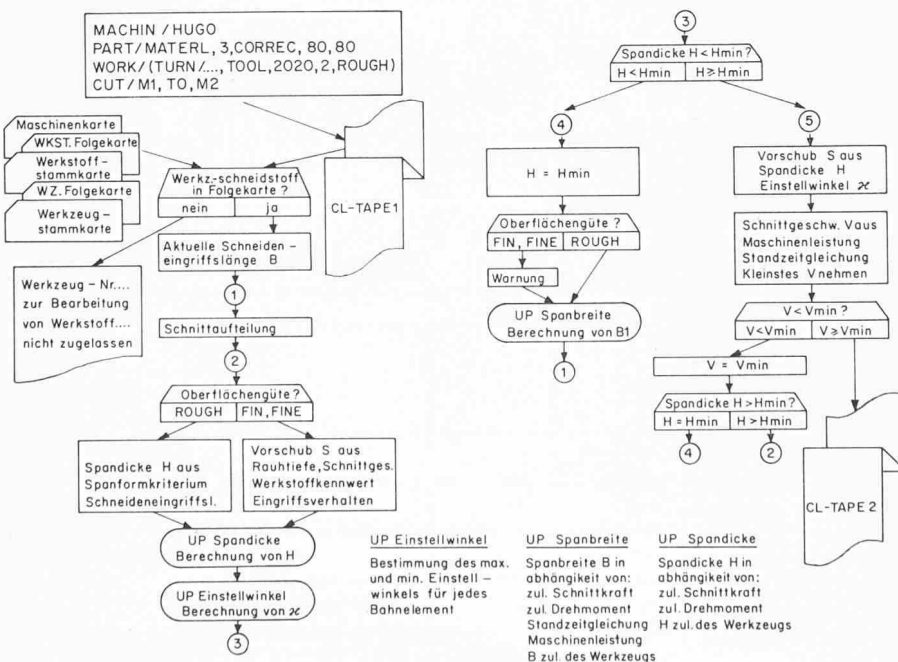 MACHIN / HUGO
PART/MATERL, 3, CORREC, 80, 80
WORK/(TURN/...., TOOL, 2020, 2, ROUGH)
CUT/M1, TO, M2
Maschinenkarte
WKST. Folgekarte
Werkstoff-
stammkarte
WZ. Folgekarte
Werkzeug-
stammkarte
CL-TAPE1
Werkz.-schneidstoff
in Folgekarte ?
nein
ja
Werkzeug - Nr....
zur Bearbeitung
von Werkstoff....
nicht zugelassen
Aktuelle Schneiden-
eingriffslänge B
1
Schnittaufteilung
2
Oberflächengüte?
ROUGH
FIN, FINE
Spandicke H aus
Spanformkriterium
Schneideneingriffsl.
Vorschub S aus
Rauhtiefe, Schnittges.
Werkstoffkennwert
Eingriffsverhalten
UP Spandicke
Berechnung von H
UP Einstellwinkel
Berechnung von ϰ
3
3
Spandicke H < Hmin?
H < Hmin
H ≥ Hmin
4
H = Hmin
Oberflächengüte ?
FIN, FINE
ROUGH
Warnung
UP Spanbreite
Berechnung von B1
1
5
Vorschub S aus
Spandicke H
Einstellwinkel ϰ
Schnittgeschw. V aus
Maschinenleistung
Standzeitgleichung
Kleinstes V nehmen
V < Vmin ?
V < Vmin
V ≥ Vmin
V = Vmin
Spandicke H > Hmin?
H = Hmin
H > Hmin
4
2
CL-TAPE 2
UP Einstellwinkel
Bestimmung des max.
und min. Einstell-
winkels für jedes
Bahnelement
UP Spanbreite
Spanbreite B in
abhängikeit von:
zul. Schnittkraft
zul. Drehmoment
Standzeitgleichung
Maschinenleistung
B zul. des Werkzeugs
UP Spandicke
Spandicke H in
abhängikeit von:
zul. Schnittkraft
zul. Drehmoment
H zul. des Werkzeugs